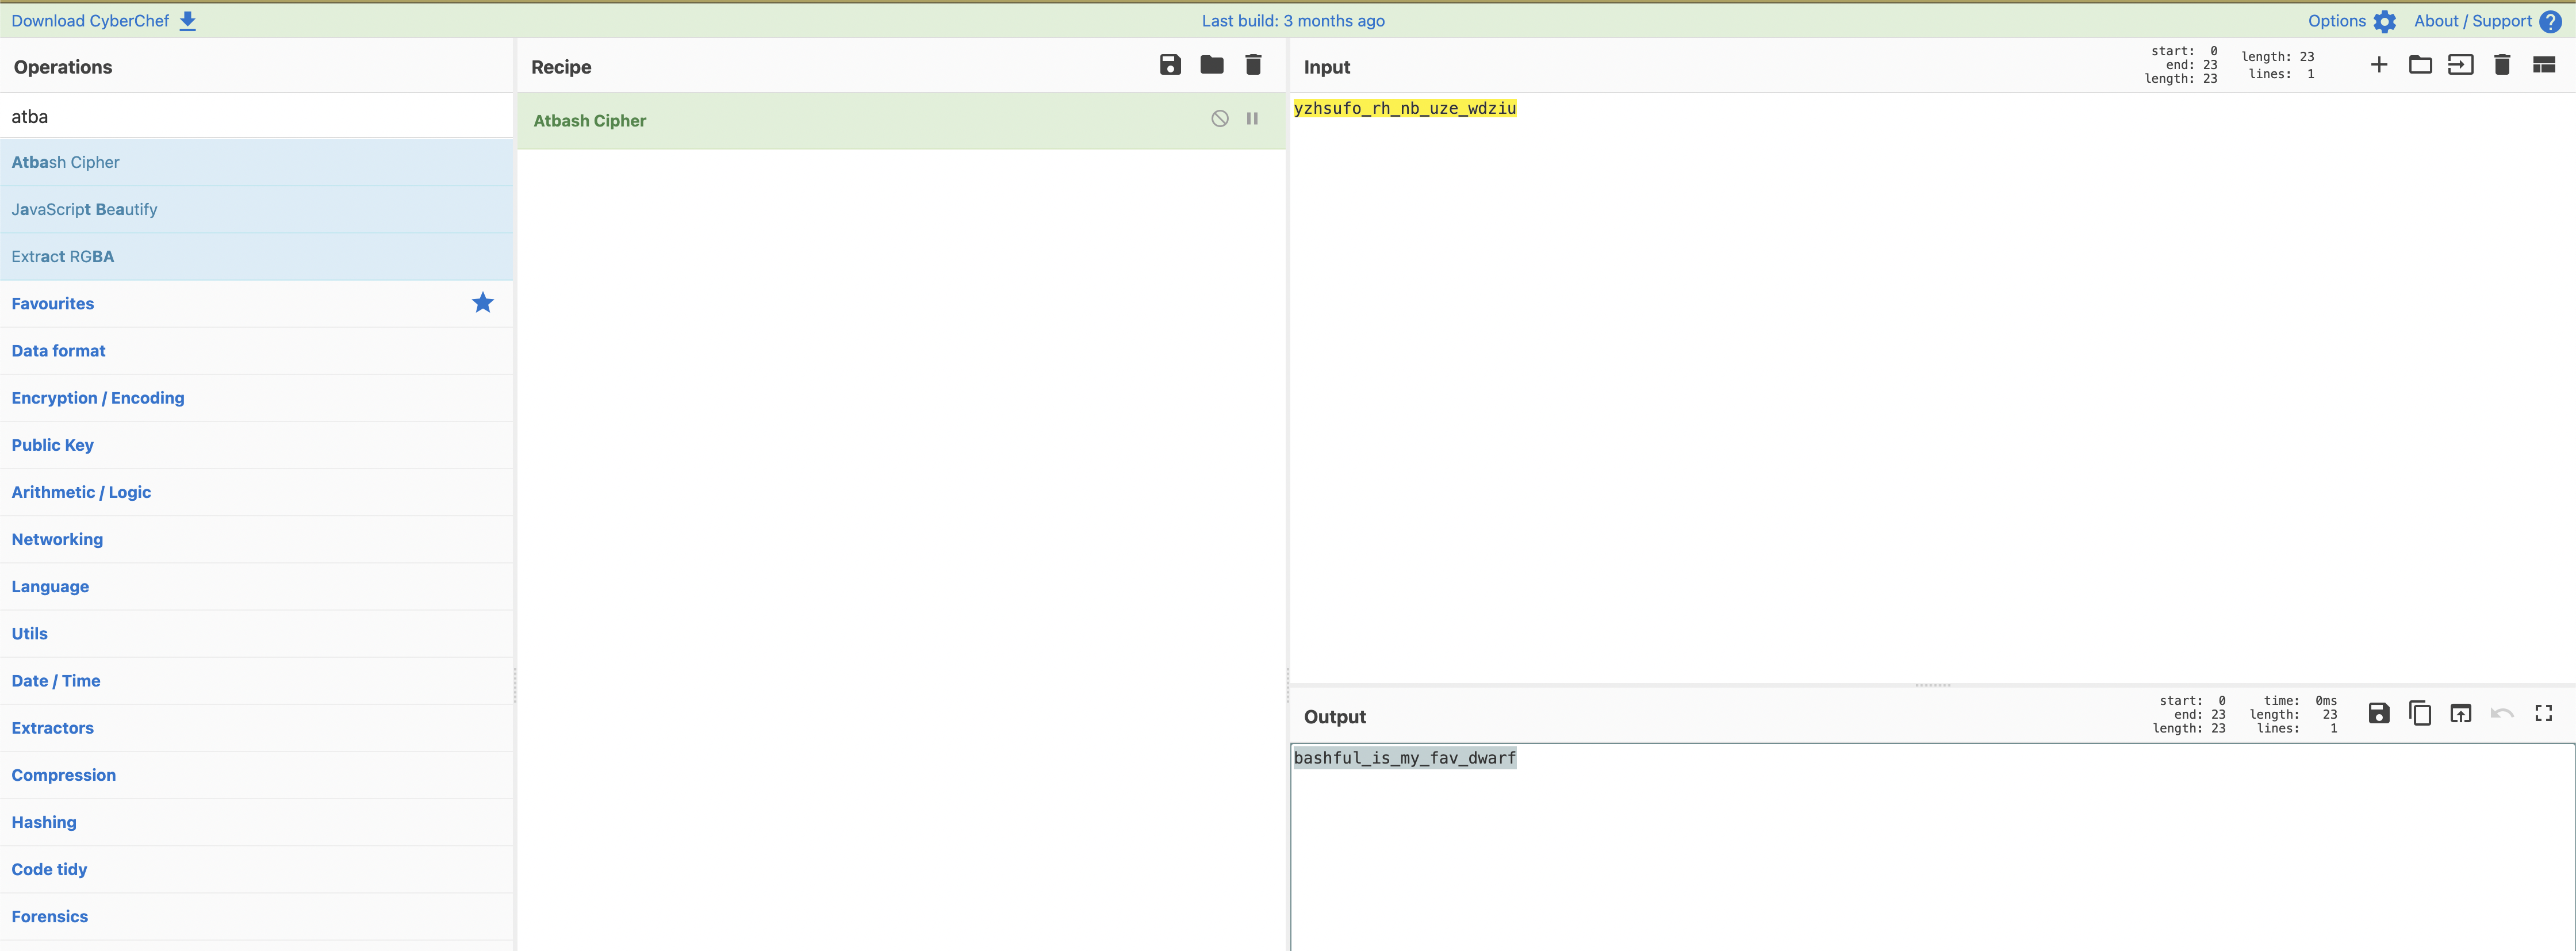 Download CyberChef
Last build: 3 months ago
Options
About / Support
Operations
atba
Atbash Cipher
JavaScript Beautify
Extract RGBA
Favourites
Data format
Encryption / Encoding
Public Key
Arithmetic / Logic
Networking
Language
Utils
Date / Time
Extractors
Compression
Hashing
Code tidy
Forensics
Recipe
Atbash Cipher
Input
start: 0
end: 23
length: 23
length: 23
lines: 1
yzhsufo_rh_nb_uze_wdziu
Output
start: 0
end: 23
length: 23
time: 0ms
length: 23
lines: 1
bashful_is_my_fav_dwarf